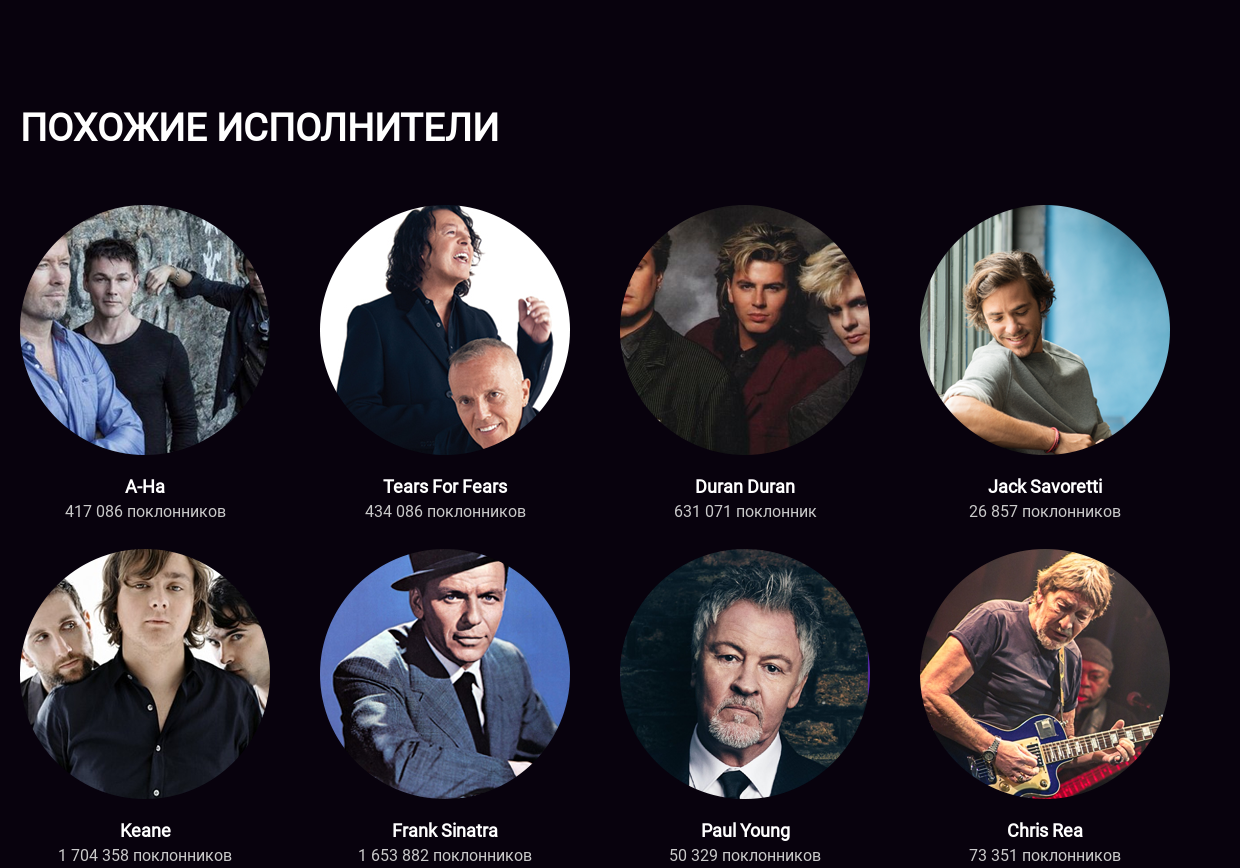 ПОХОЖИЕ ИСПОЛНИТЕЛИ
A-Ha
417 086 поклонников
Tears For Fears
434 086 поклонников
Duran Duran
631 071 поклонник
Jack Savoretti
26 857 поклонников
Keane
1 704 358 поклонников
Frank Sinatra
1 653 882 поклонников
Paul Young
50 329 поклонников
Chris Rea
73 351 поклонников